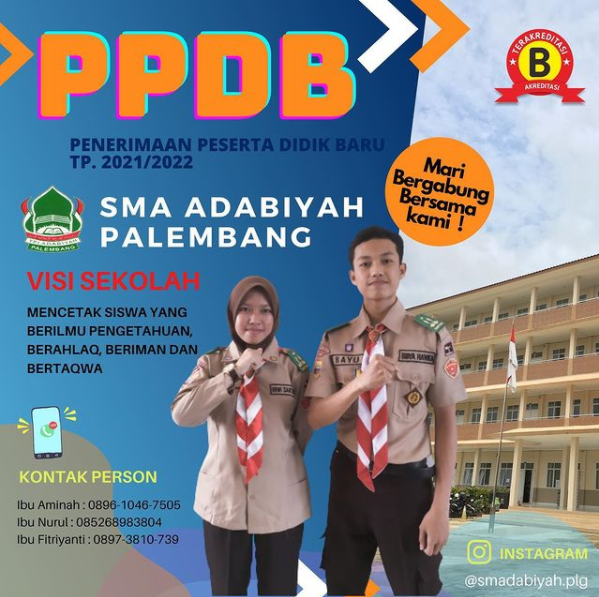 PPDB
TERAKREDITASI
B
AKREDITASI
PENERIMAAN PESERTA DIDIK BARU
TP. 2021/2022
Mari
Bergabung
Bersama
kami !
SMA ADABIYAH
PALEMBANG
PALEMBANG
VISI SEKOLAH
MENCETAK SISWA YANG
BERILMU PENGETAHUAN,
BERAHLAQ, BERIMAN DAN
BERTAQWA
BAYU
KONTAK PERSON
Ibu Aminah : 0896-1046-7505
Ibu Nurul : 085268983804
Ibu Fitriyanti : 0897-3810-739
INSTAGRAM
@smadabiyah.plg